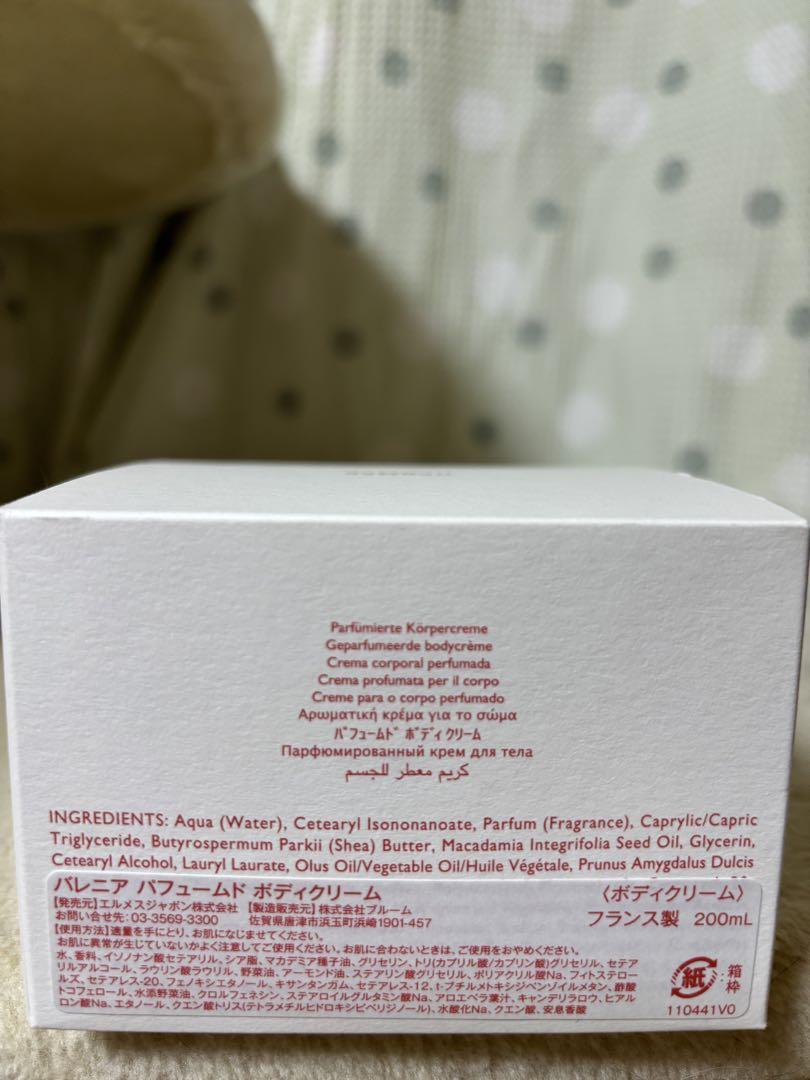 Parfümierte Körpercreme
Geparfumeerde bodycrème
Crema corporal perfumada
Crema profumata per il corpo
Creme para o corpo perfumado
Αρωματική κρέμα για το σώμα
パフュームド ボディ クリーム
Парфюмированный крем для тела
كريم معطر للجسم
INGREDIENTS: Aqua (Water), Cetearyl Isononanoate, Parfum (Fragrance), Caprylic/Capric
Triglyceride, Butyrospermum Parkii (Shea) Butter, Macadamia Integrifolia Seed Oil, Glycerin,
Cetearyl Alcohol, Lauryl Laurate, Olus Oil/Vegetable Oil/Huile Végétale, Prunus Amygdalus Dulcis
バレニア パフュームド ボディクリーム 〈ボディクリーム〉
【発売元】エルメスジャポン株式会社 【製造販売元】株式会社ブルーム フランス製 200mL
お問い合せ先:03-3569-3300 佐賀県唐津市浜玉町浜崎1901-457
【使用方法】適量を手にとり、お肌になじませてください。
お肌に異常が生じていないかよく注意してご使用ください。お肌に合わないときは、ご使用をおやめください。
水、香料、イソノナン酸セテアリル、シア脂、マカデミア種子油、グリセリン、トリ(カプリル酸/カプリン酸)グリセリル、セテア
リルアルコール、ラウリン酸ラウリル、野菜油、アーモンド油、ステアリン酸グリセリル、ポリアクリル酸Na、フィトステロ
ールズ、セテアレス-20、フェノキシエタノール、キサンタンガム、セテアレス-12、t-ブチルメトキシジベンゾイルメタン、酢酸
トコフェロール、水添野菜油、クロルフェネシン、ステアロイルグルタミン酸Na、アロエベラ葉汁、キャンデリラロウ、ヒアル
ロン酸Na、エタノール、クエン酸トリス(テトラメチルヒドロキシピペリジノール)、水酸化Na、クエン酸、安息香酸
紙
箱
枠
110441V0